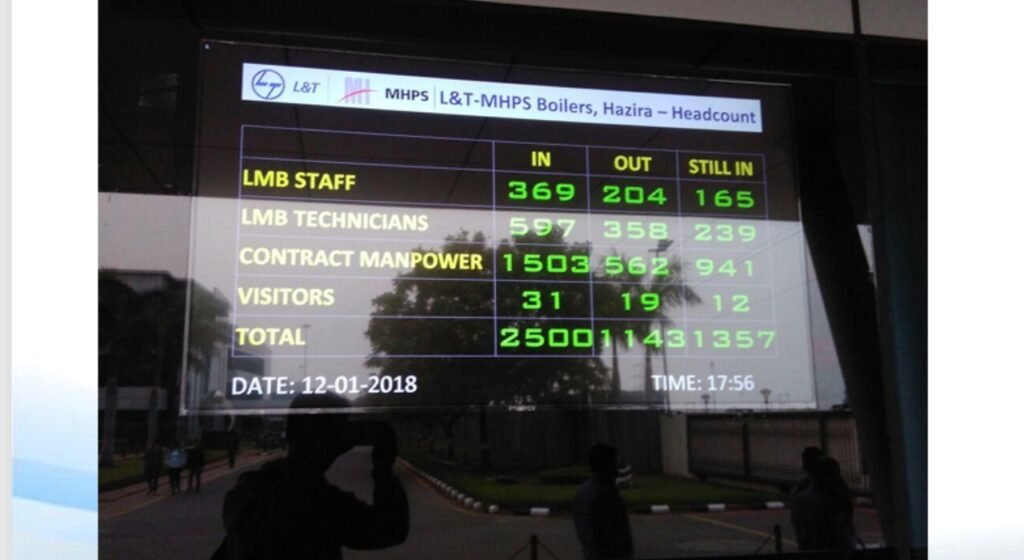 L&T MHPS L&T-MHPS Boilers, Hazira – Headcount
IN OUT STILL IN
LMB STAFF 369 204 165
LMB TECHNICIANS 597 358 239
CONTRACT MANPOWER 1503 562 941
VISITORS 31 19 12
TOTAL 2500 1143 1357
DATE: 12-01-2018 TIME: 17:56